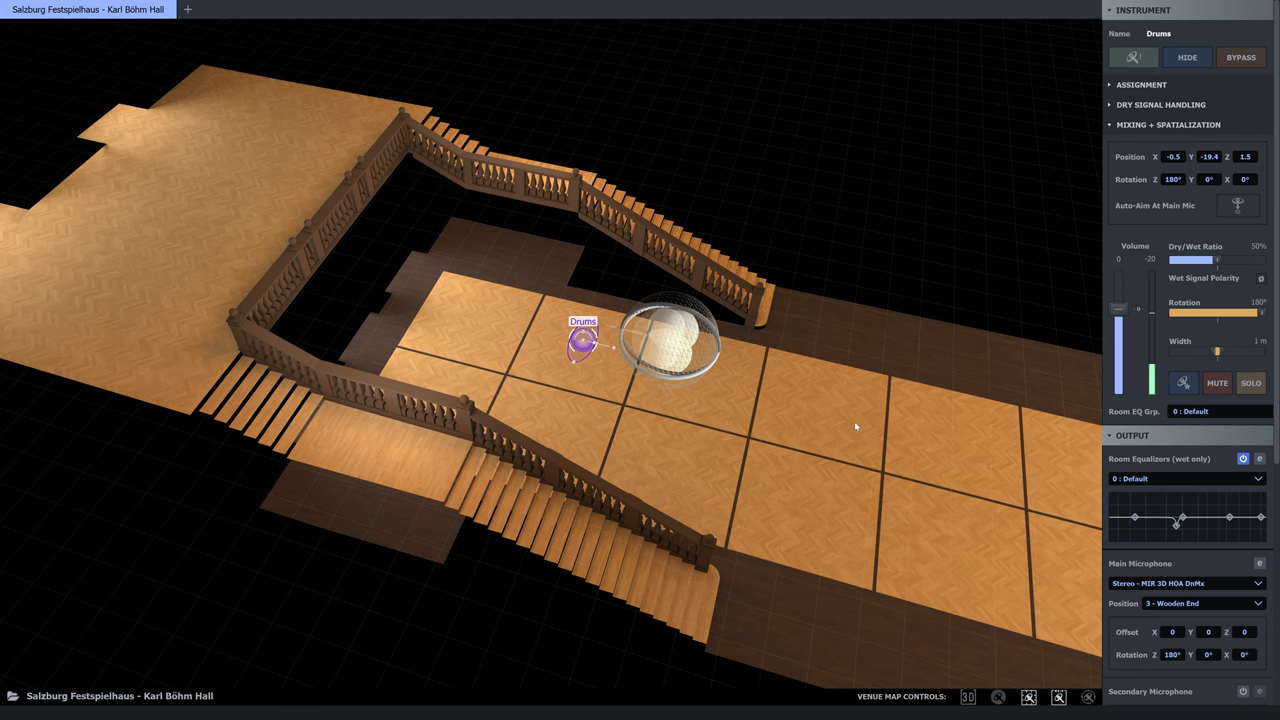 Salzburg Festspielhaus - Karl Böhm Hall +
INSTRUMENT
Name Drums
! HIDE BYPASS
ASSIGNMENT
DRY SIGNAL HANDLING
MIXING + SPATIALIZATION
Position X -0.5 Y -19.4 Z 1.5
Rotation Z 180° Y 0° X 0°
Auto-Aim At Main Mic
Volume Dry/Wet Ratio 50%
0 -20
Wet Signal Polarity ø
Rotation 180°
0
Width 1 m
MUTE SOLO
Room EQ Grp. 0 : Default
OUTPUT
Room Equalizers (wet only) e
0 : Default
Main Microphone e
Stereo - MIR 3D HOA DnMx
Position 3 - Wooden End
Offset X 0 Y 0 Z 0
Rotation Z 180° Y 0° X 0°
Secondary Microphone e
Drums
Salzburg Festspielhaus - Karl Böhm Hall
VENUE MAP CONTROLS: 3D